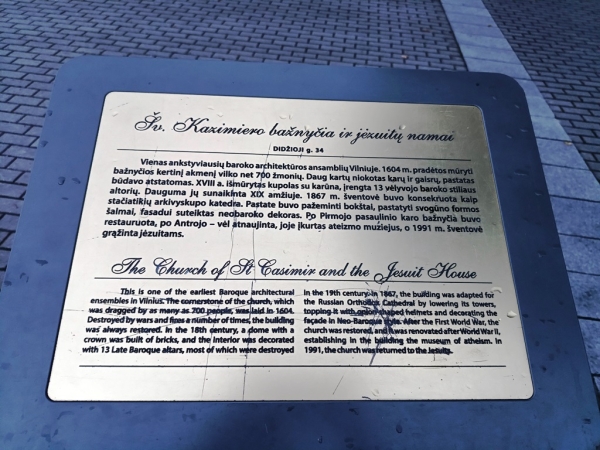 Šv. Kazimiero bažnyčia ir jėzuitų namai
DIDŽIOJI g. 34
Vienas ankstyviausių baroko architektūros ansamblių Vilniuje. 1604 m. pradėtos mūryti
bažnyčios kertinį akmenį vilko net 700 žmonių. Daug kartų niokotas karų ir gaisrų, pastatas
būdavo atstatomas. XVIII a. išmūrytas kupolas su karūna, įrengta 13 vėlyvojo baroko stiliaus
altorių. Dauguma jų sunaikinta XIX amžiuje. 1867 m. šventovė buvo konsekruota kaip
stačiatikių arkivyskupo katedra. Pastate buvo pažeminti bokštai, pastatyti svogūno formos
šalmai, fasadui suteiktas neobaroko dekoras. Po Pirmojo pasaulinio karo bažnyčia buvo
restauruota, po Antrojo – vėl atnaujinta, joje įkurtas ateizmo muziejus, o 1991 m. šventovė
grąžinta jėzuitams.
The Church of St Casimir and the Jesuit House
This is one of the earliest Baroque architectural
ensembles in Vilnius. The cornerstone of the church, which
was dragged by as many as 700 people, was laid in 1604.
Destroyed by wars and fires a number of times, the building
was always restored. In the 18th century, a dome with a
crown was built of bricks, and the interior was decorated
with 13 Late Baroque altars, most of which were destroyed
in the 19th century. In 1867, the building was adapted for
the Russian Orthodox Cathedral by lowering its towers,
topping it with onion-shaped helmets and decorating the
façade in Neo-Baroque style. After the First World War, the
church was restored, and it was renovated after World War II,
establishing in the building the museum of atheism. In
1991, the church was returned to the Jesuits.